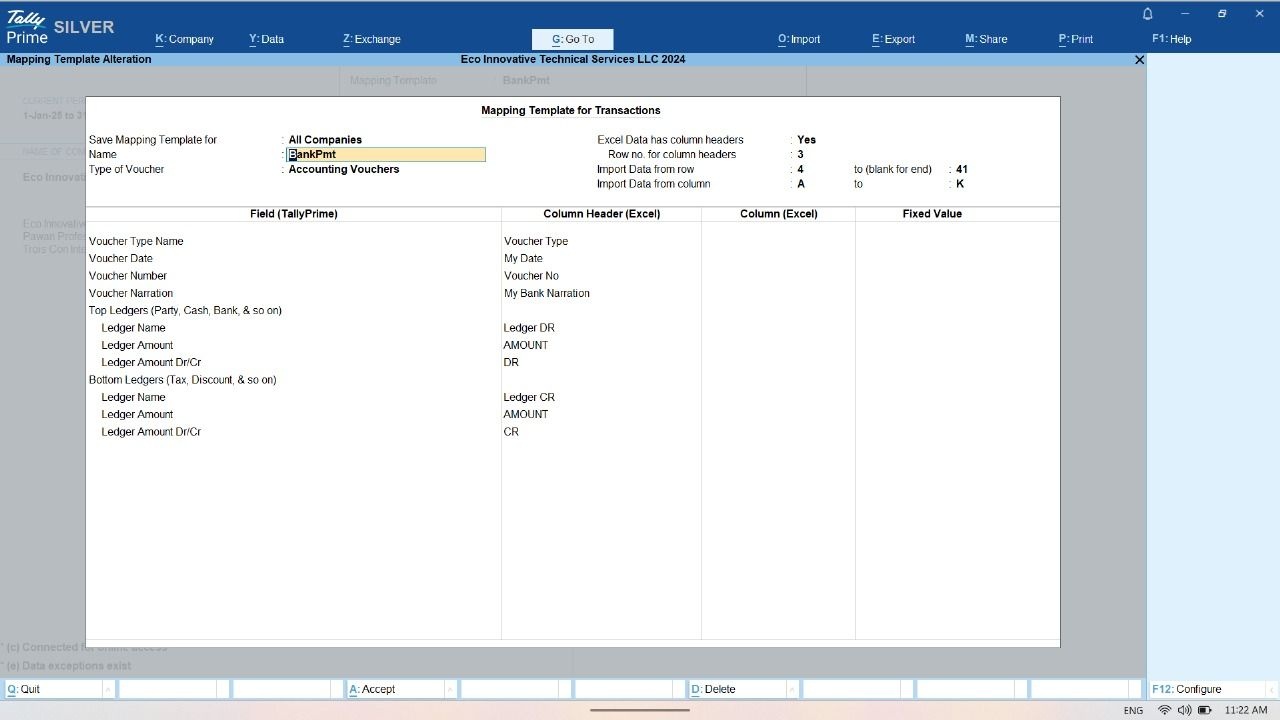 Tally
Prime SILVER
K: Company Y: Data Z: Exchange G: Go To O: Import E: Export M: Share P: Print F1: Help
Mapping Template Alteration Eco Innovative Technical Services LLC 2024
Mapping Template : BankPmt
CURRENT PER
1-Jan-25 to 3
NAME OF COM
Eco Innovati
Eco Innovative
Pawan Profes
Trois Con Inte
Mapping Template for Transactions
Save Mapping Template for : All Companies Excel Data has column headers : Yes
Name : BankPmt Row no. for column headers : 3
Type of Voucher : Accounting Vouchers Import Data from row : 4 to (blank for end) : 41
Import Data from column : A to : K
Field (TallyPrime) Column Header (Excel) Column (Excel) Fixed Value
Voucher Type Name Voucher Type
Voucher Date My Date
Voucher Number Voucher No
Voucher Narration My Bank Narration
Top Ledgers (Party, Cash, Bank, & so on)
Ledger Name Ledger DR
Ledger Amount AMOUNT
Ledger Amount Dr/Cr DR
Bottom Ledgers (Tax, Discount, & so on)
Ledger Name Ledger CR
Ledger Amount AMOUNT
Ledger Amount Dr/Cr CR
* (c) Connected for online access
* (e) Data exceptions exist
Q: Quit A: Accept D: Delete F12: Configure
ENG 11:22 AM